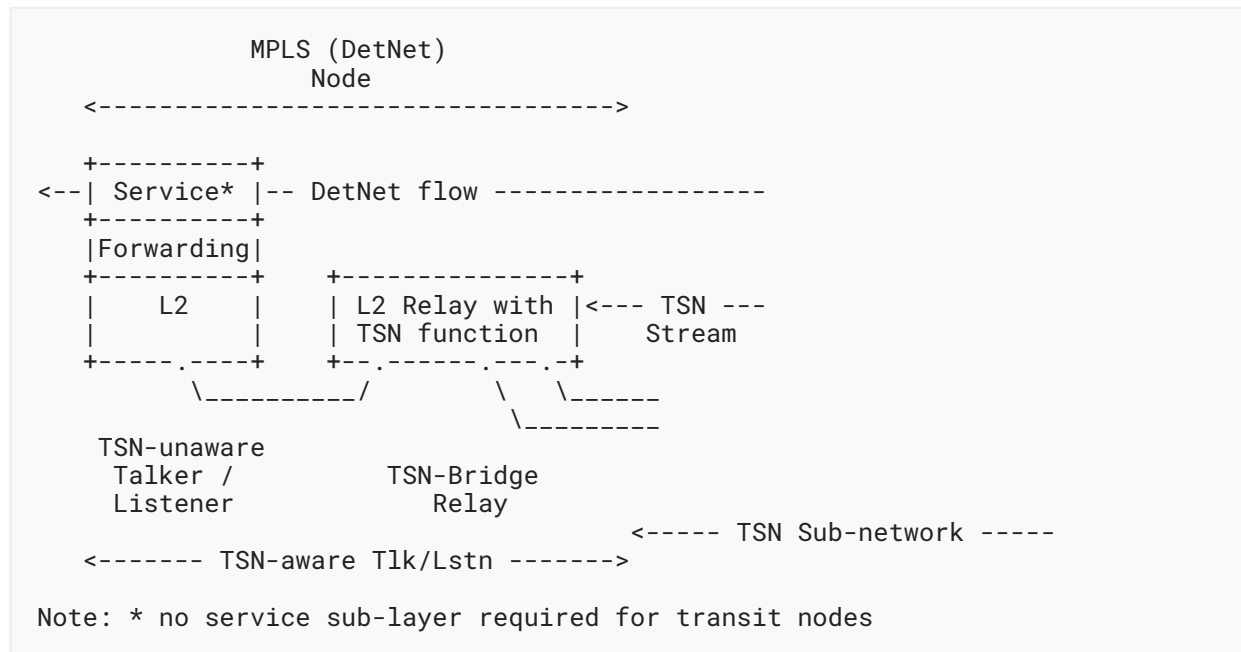 MPLS (DetNet)
                  Node
   <---------------------------------->

   +----------+
<--| Service* |-- DetNet flow ------------------
   +----------+
   |Forwarding|
   +----------+    +---------------+
   |    L2    |    | L2 Relay with |<--- TSN ---
   |          |    | TSN function  |    Stream
   +-----.----+    +--.------.---.-+
          \__________/        \   \______
                               \_________
    TSN-unaware
     Talker /          TSN-Bridge
     Listener             Relay
                                       <----- TSN Sub-network -----
   <------- TSN-aware Tlk/Lstn ------->

Note: * no service sub-layer required for transit nodes